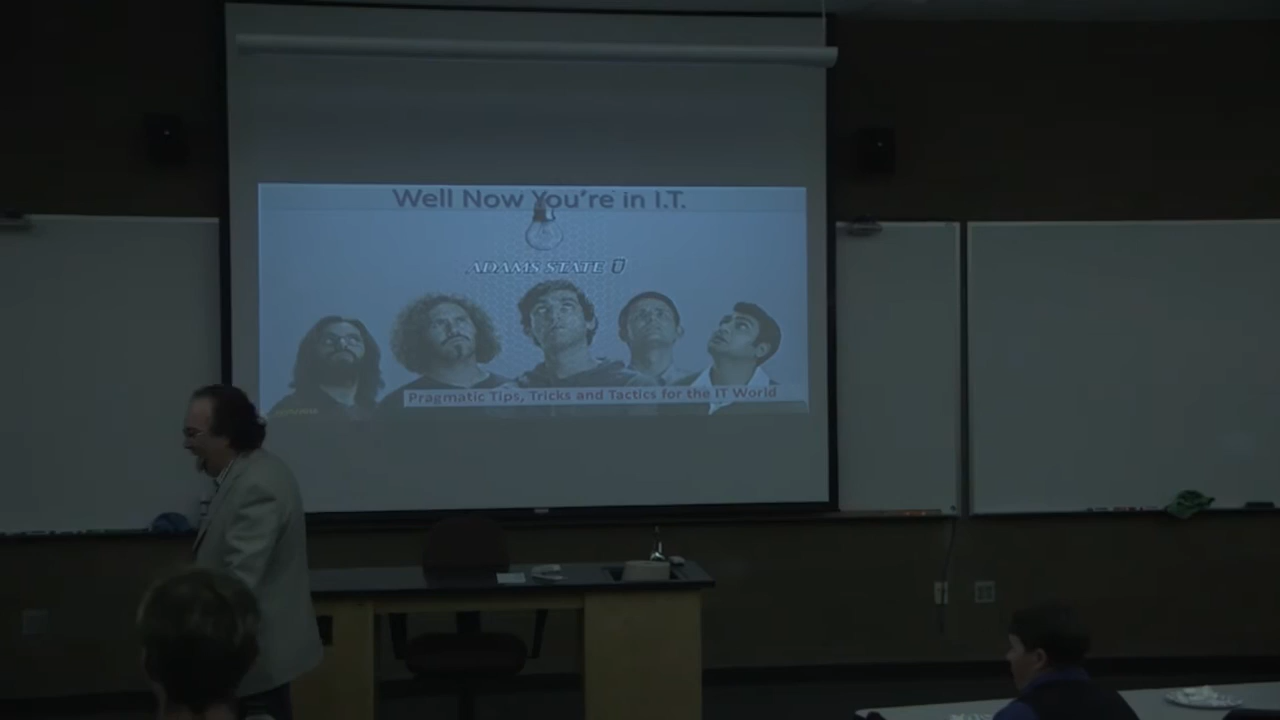 Well Now You're in I.T.
ADAMS STATE U
Pragmatic Tips, Tricks and Tactics for the IT World